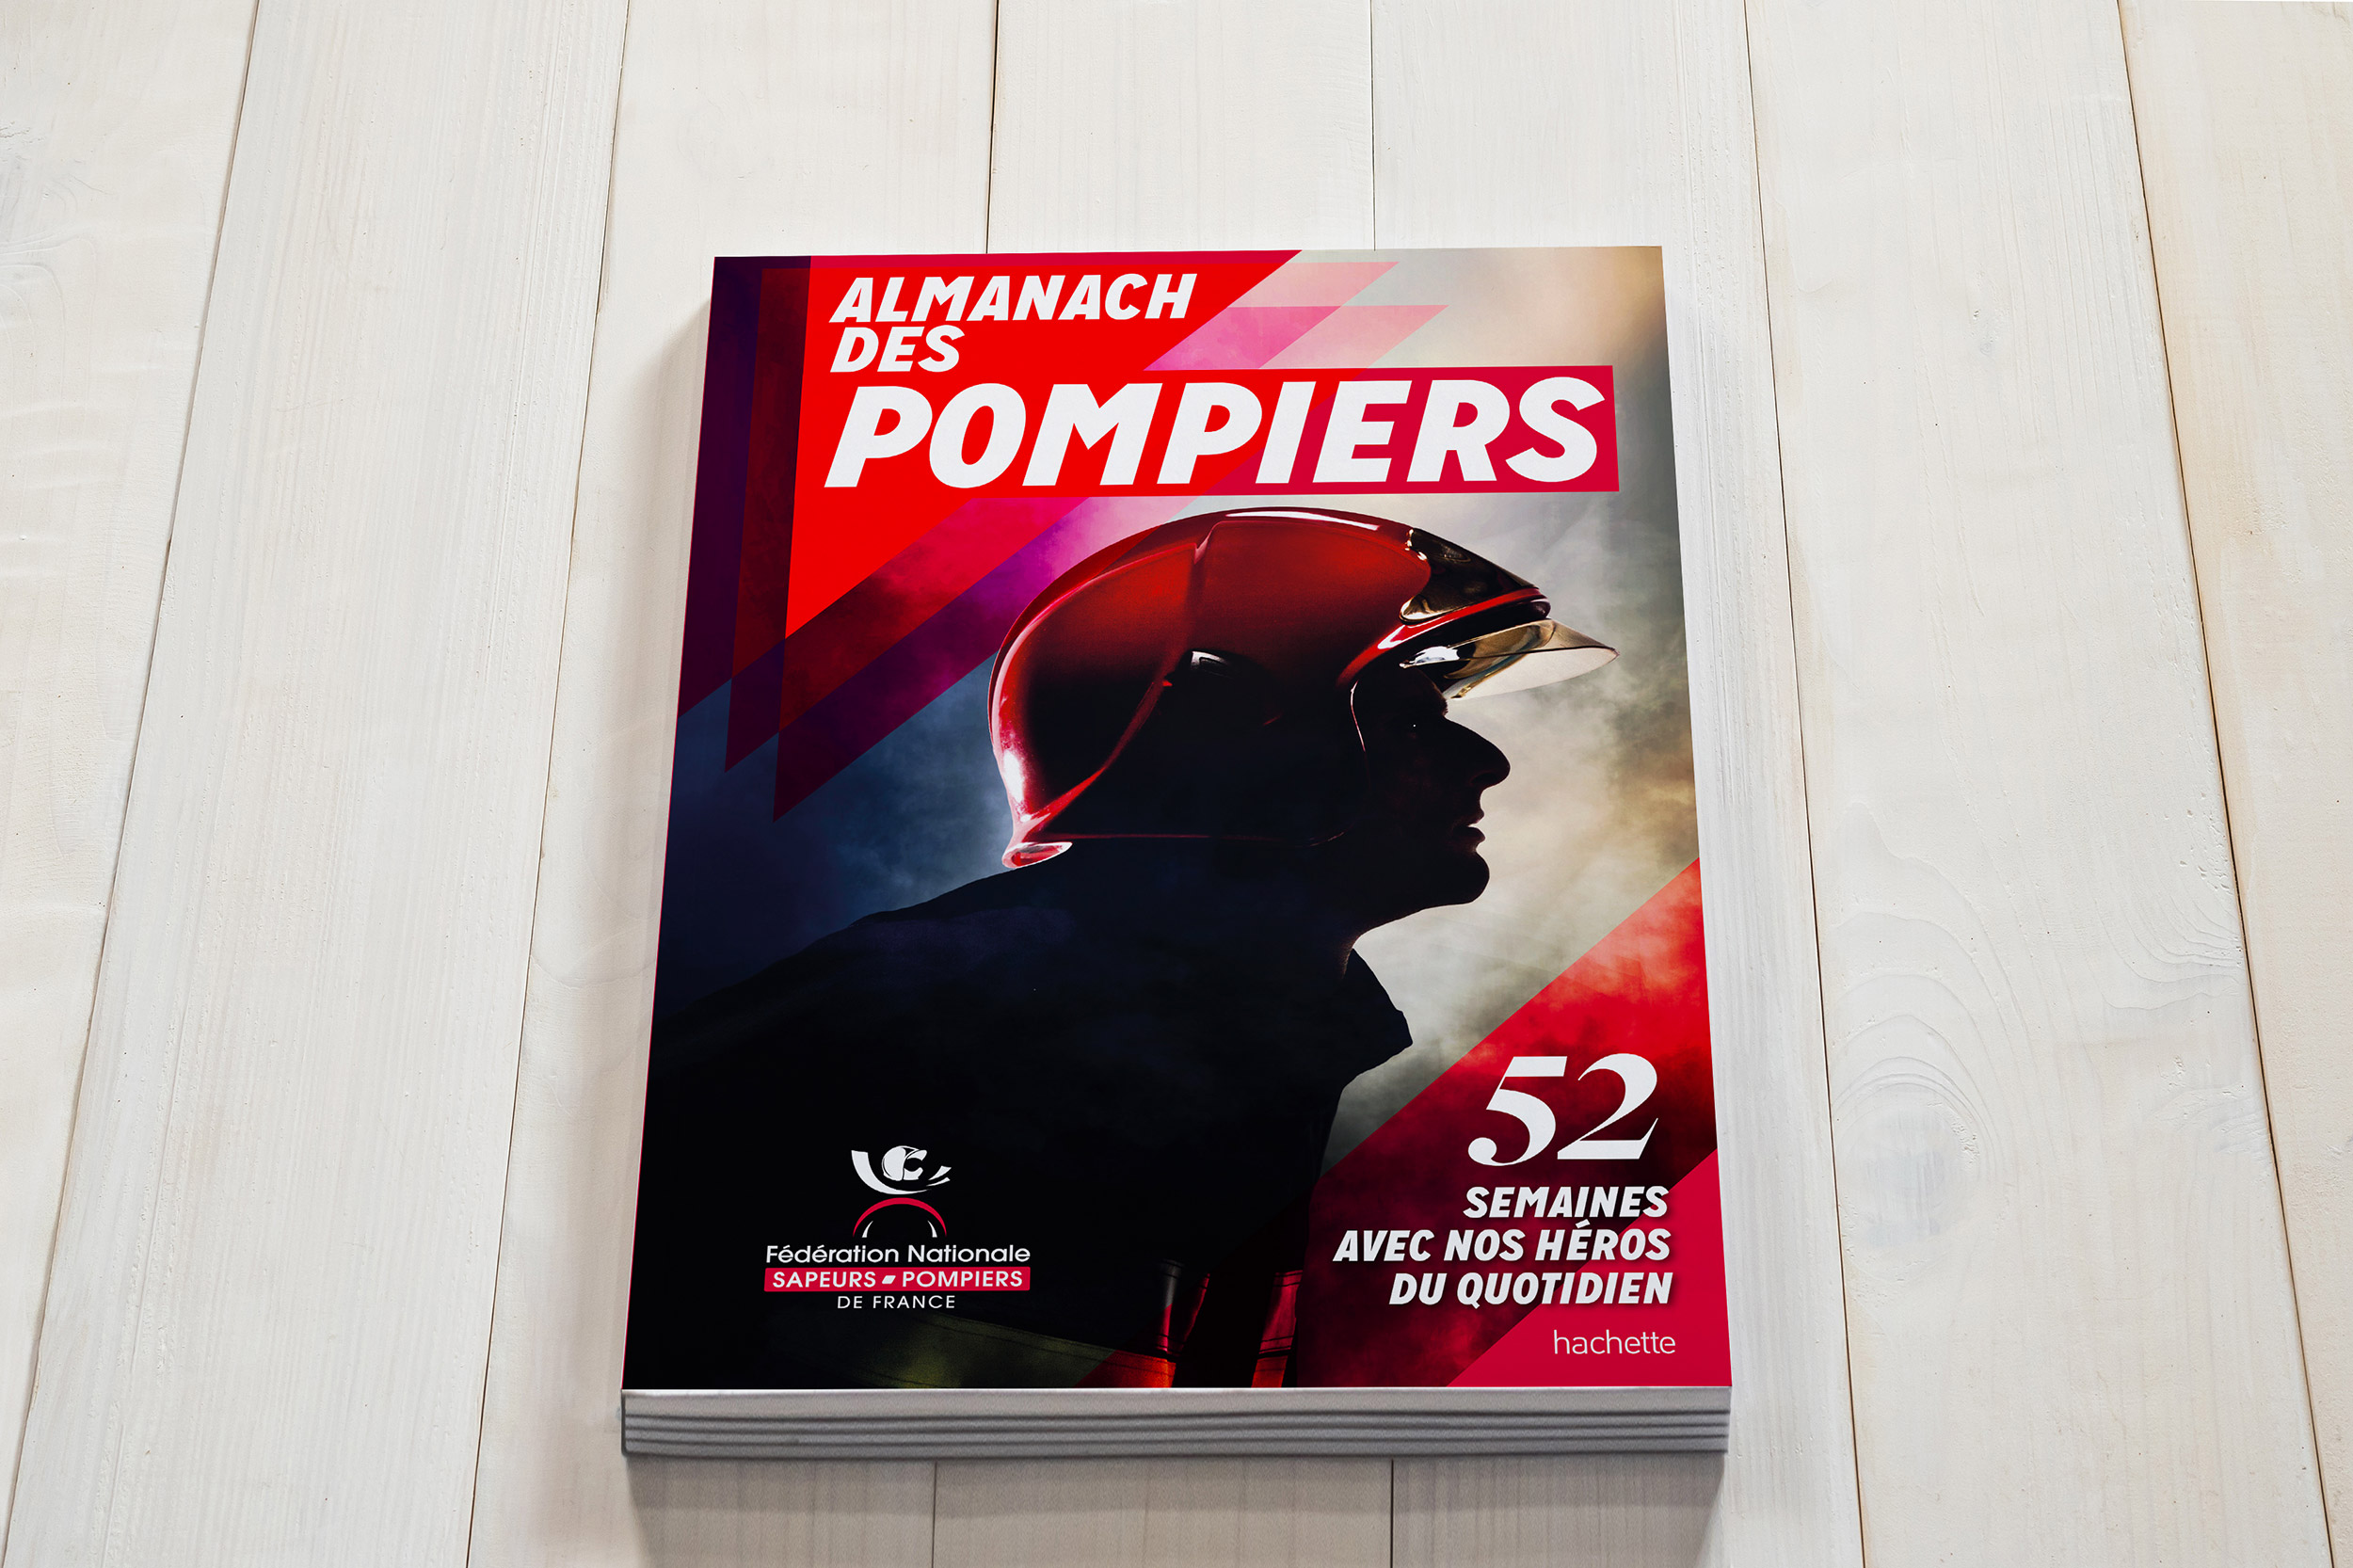 ALMANACH
DES
POMPIERS
52
SEMAINES
AVEC NOS HÉROS
DU QUOTIDIEN
hachette
Fédération Nationale
SAPEURS-POMPIERS
DE FRANCE